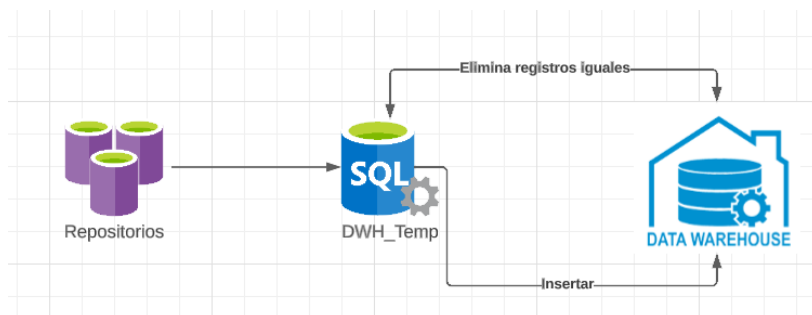 Elimina registros iguales
SQL
Repositorios
DWH_Temp
DATA WAREHOUSE
Insertar